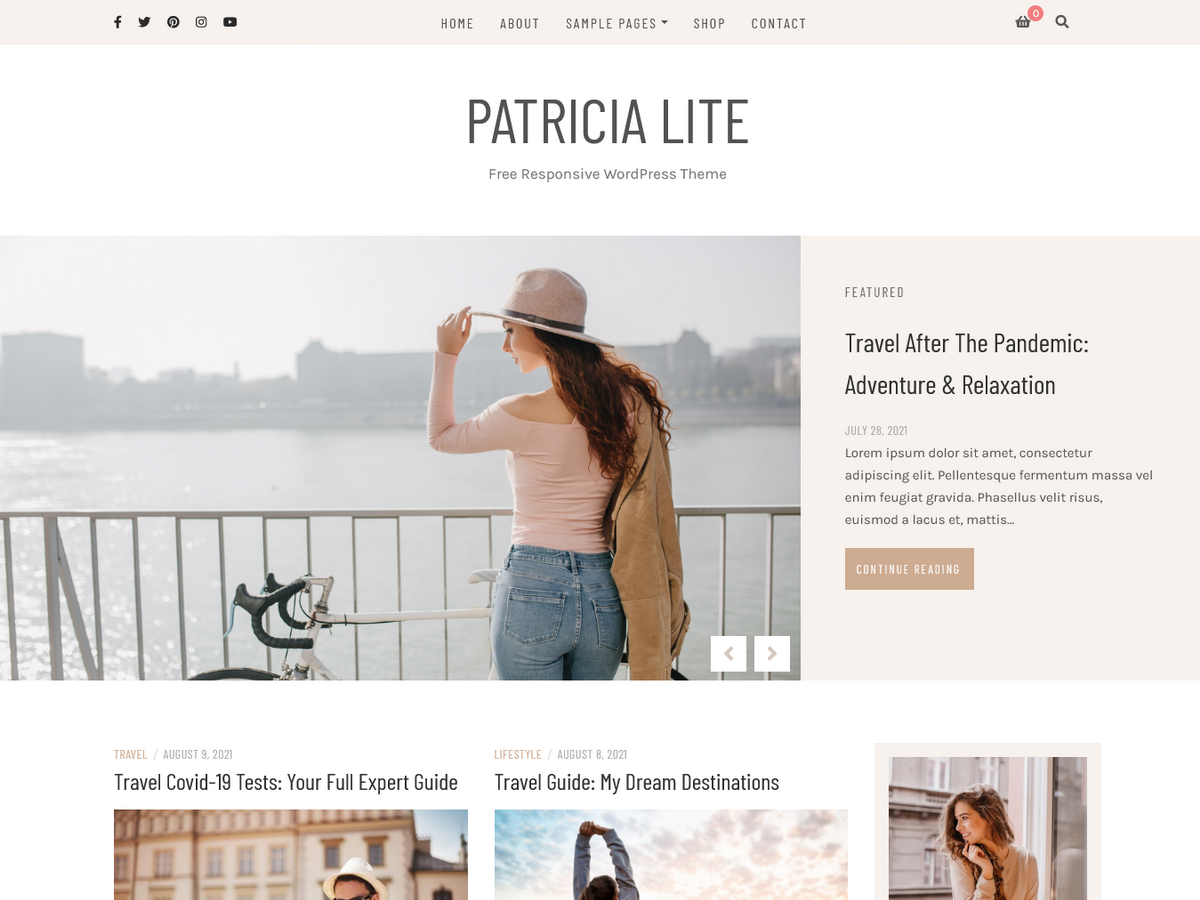 HOME ABOUT SAMPLE PAGES SHOP CONTACT 0
PATRICIA LITE
Free Responsive WordPress Theme
FEATURED
Travel After The Pandemic:
Adventure & Relaxation
JULY 28, 2021
Lorem ipsum dolor sit amet, consectetur
adipiscing elit. Pellentesque fermentum massa vel
enim feugiat gravida. Phasellus velit risus,
euismod a lacus et, mattis...
CONTINUE READING
TRAVEL / AUGUST 9, 2021
Travel Covid-19 Tests: Your Full Expert Guide
LIFESTYLE / AUGUST 8, 2021
Travel Guide: My Dream Destinations